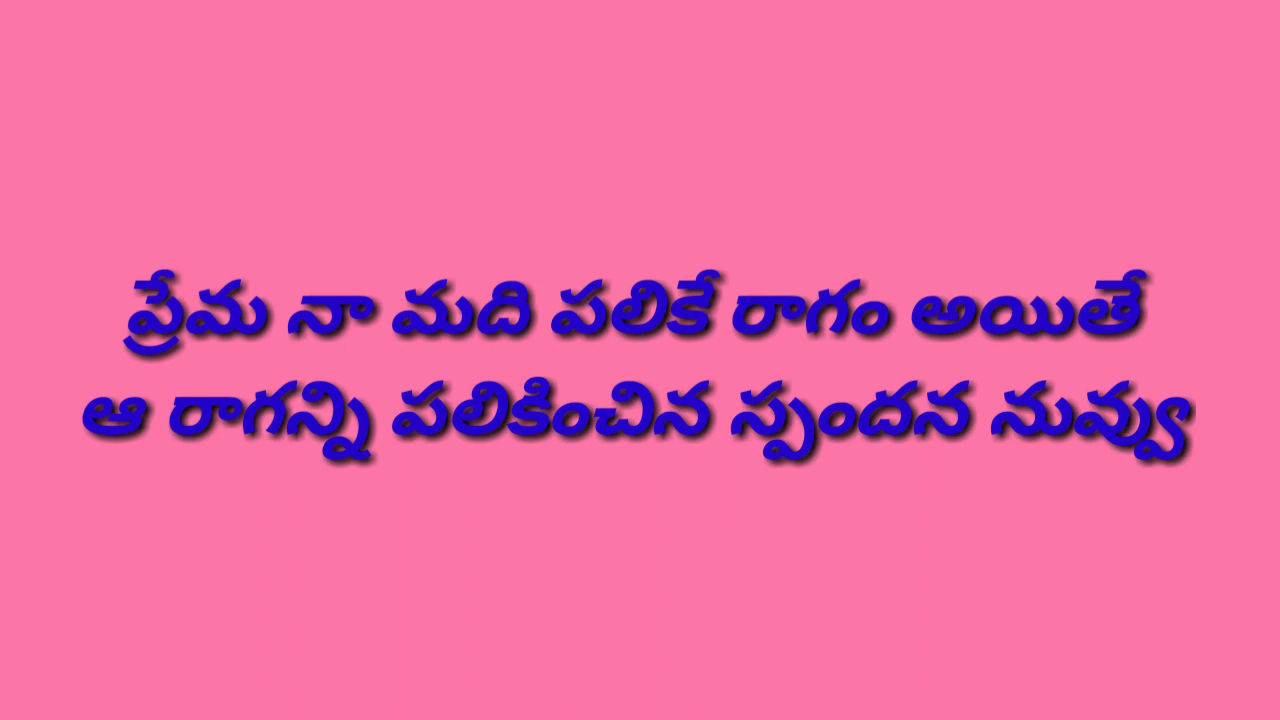 ప్రేమ నా మది పలికే రాగం అయితే
ఆ రాగన్ని పలికించిన స్పందన నువ్వు